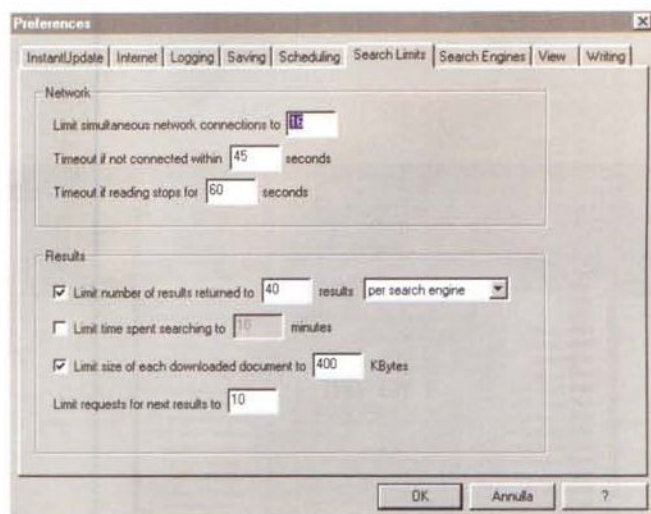 Preferences
InstantUpdate Internet Logging Saving Scheduling Search Limits Search Engines View Writing
Network
Limit simultaneous network connections to 16
Timeout if not connected within 45 seconds
Timeout if reading stops for 60 seconds
Results
Limit number of results returned to 40 results per search engine
Limit time spent searching to 10 minutes
Limit size of each downloaded document to 400 KBytes
Limit requests for next results to 10
OK Annulla ?